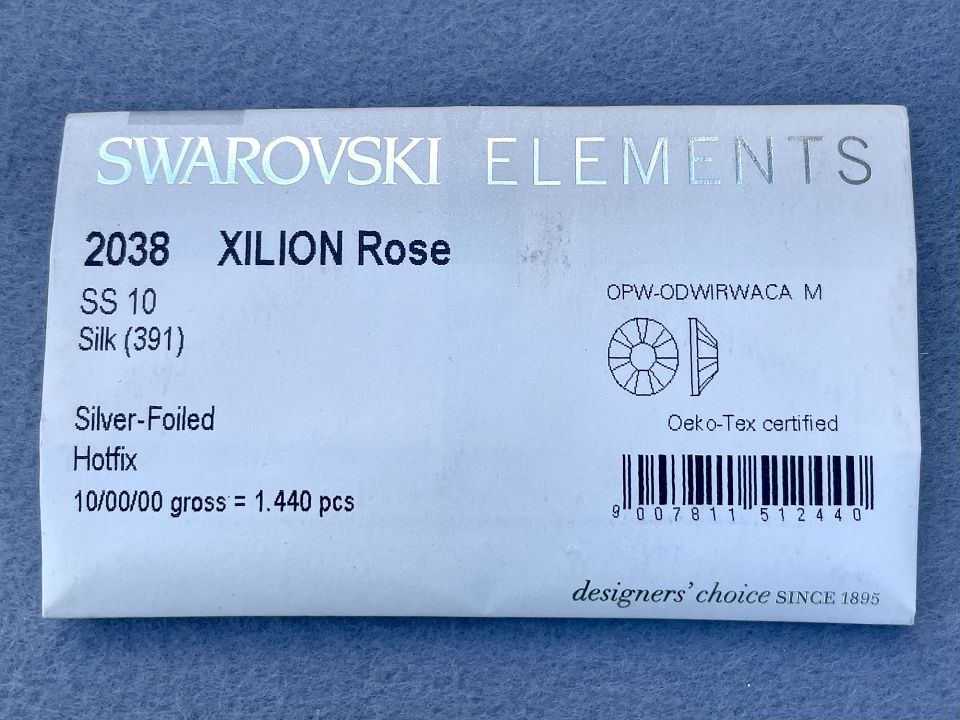 SWAROVSKI ELEMENTS
2038 XILION Rose
SS 10
Silk (391)
OPW-ODWIRWACA M
Oeko-Tex certified
Silver-Foiled
Hotfix
10/00/00 gross = 1.440 pcs
9 007811 512440
designers' choice SINCE 1895